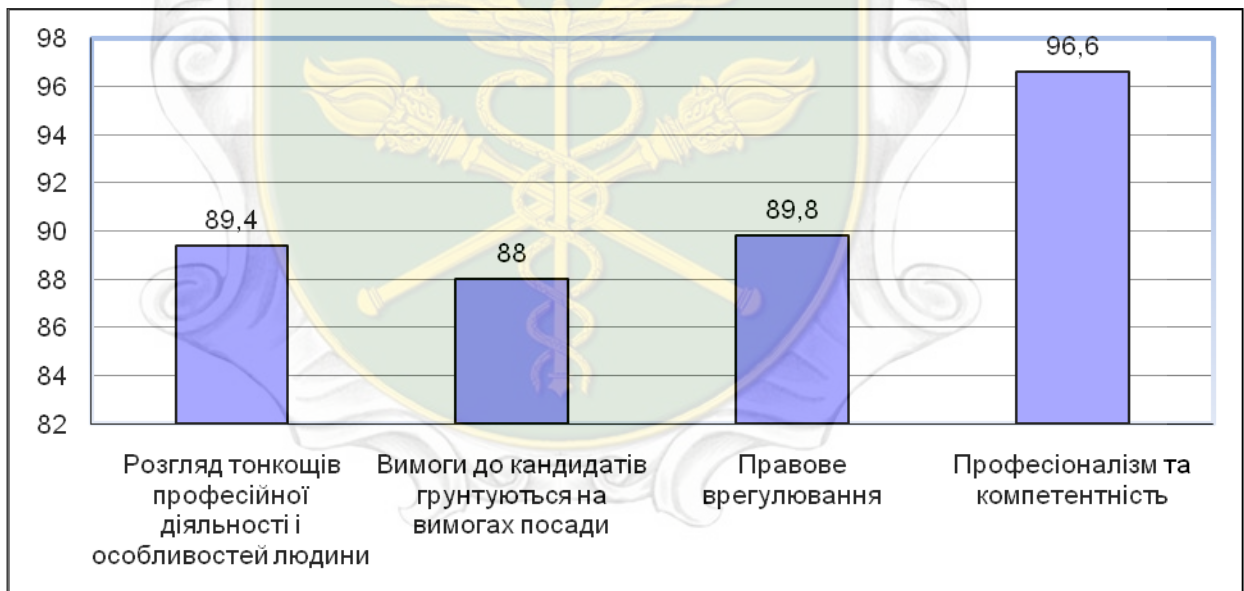 98
96
94
92
90
88
86
84
82
89,4
88
89,8
96,6
Розгляд тонкощів
професійної
діяльності і
особливостей людини
Вимоги до кандидатів
грунтуються на
вимогах посади
Правове
врегулювання
Професіоналізм та
компетентність